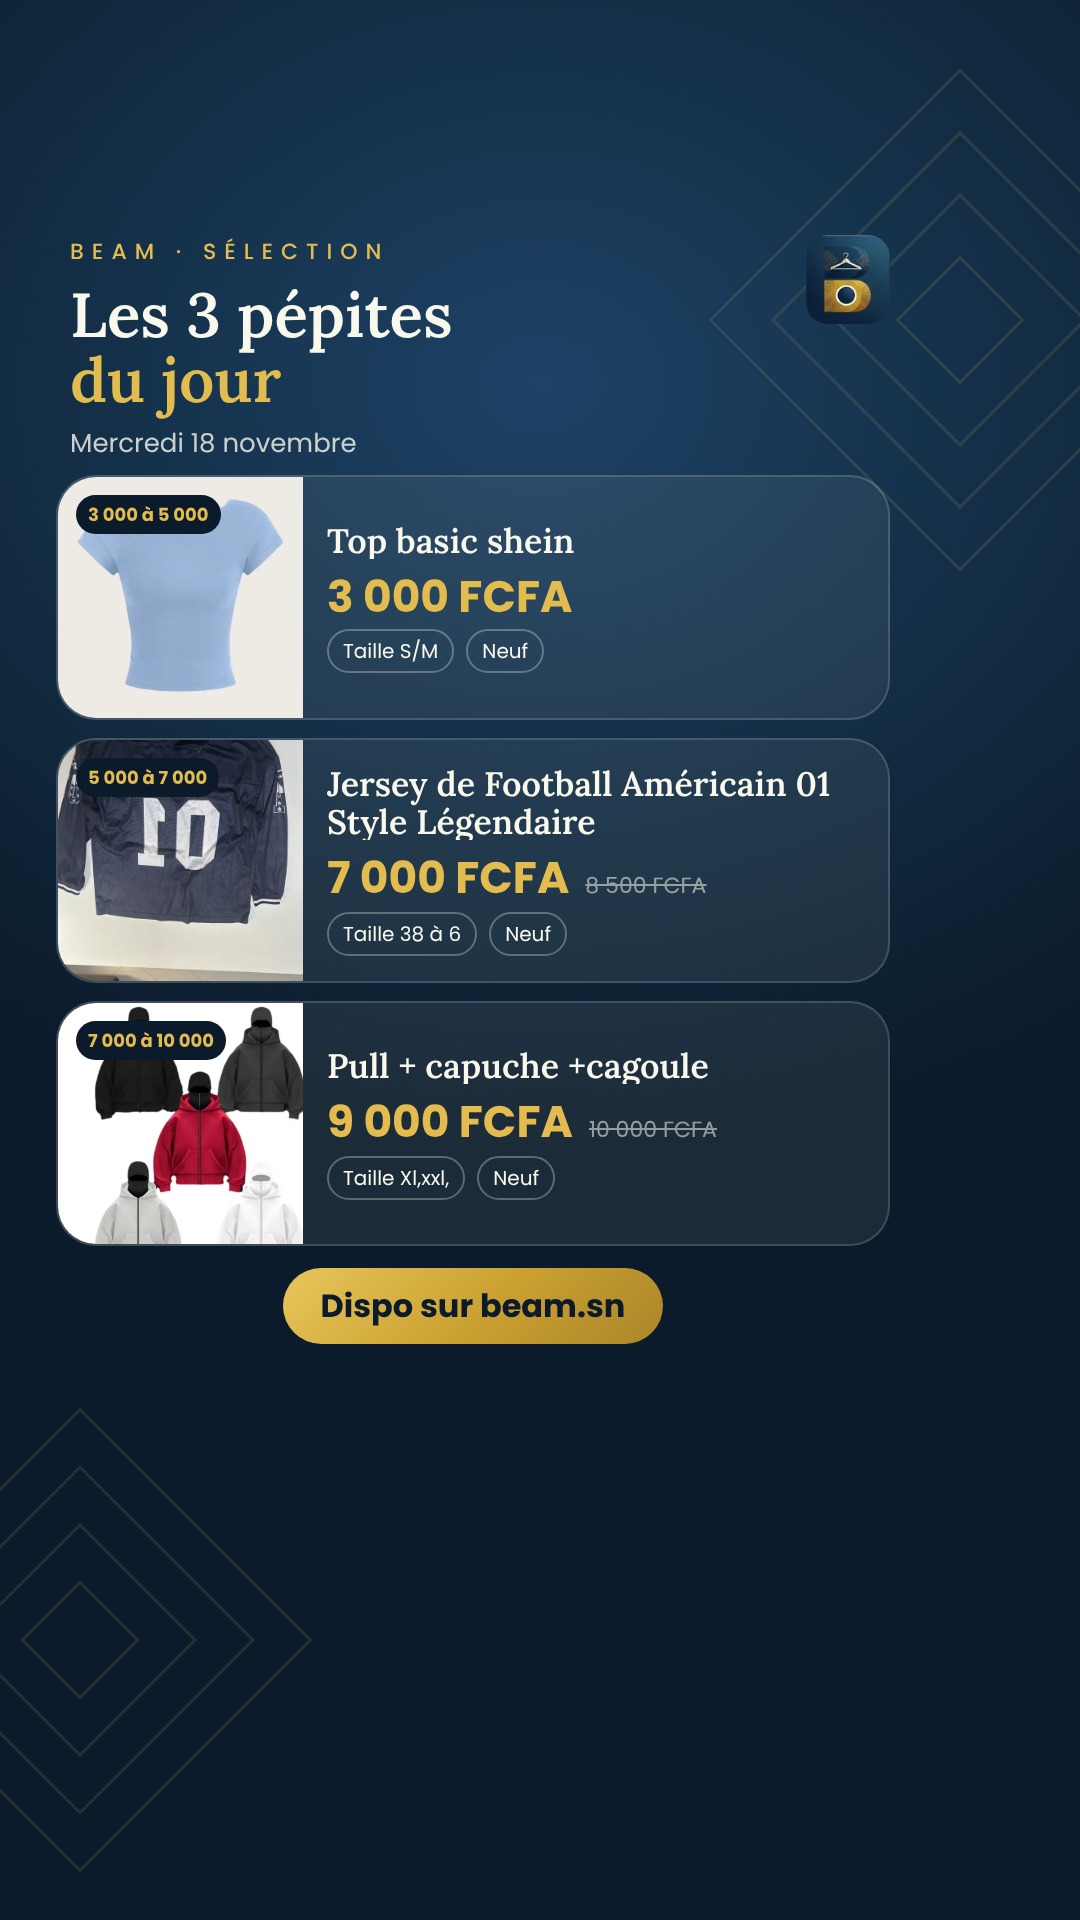 BEAM · SÉLECTION
Les 3 pépites
du jour
Mercredi 18 novembre
3 000 à 5 000
Top basic shein
3 000 FCFA
Taille S/M
Neuf
5 000 à 7 000
10
Jersey de Football Américain 01
Style Légendaire
7 000 FCFA 8 500 FCFA
Taille 38 à 6
Neuf
7 000 à 10 000
Pull + capuche +cagoule
9 000 FCFA 10 000 FCFA
Taille Xl,xxl,
Neuf
Dispo sur beam.sn